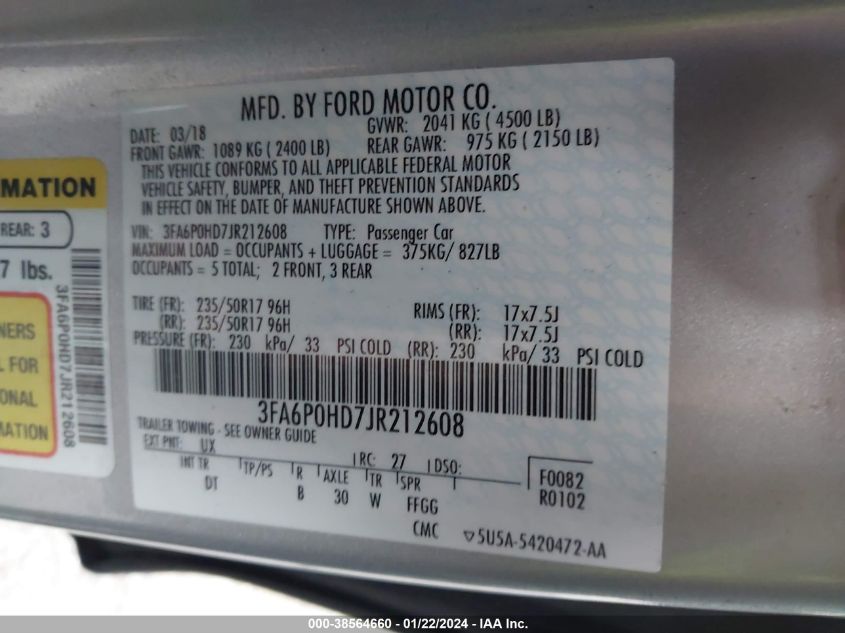 MFD. BY FORD MOTOR CO.
DATE: 03/18 GVWR: 2041 KG ( 4500 LB)
FRONT GAWR: 1089 KG ( 2400 LB) REAR GAWR: 975 KG ( 2150 LB)
THIS VEHICLE CONFORMS TO ALL APPLICABLE FEDERAL MOTOR
VEHICLE SAFETY, BUMPER, AND THEFT PREVENTION STANDARDS
IN EFFECT ON THE DATE OF MANUFACTURE SHOWN ABOVE.
VIN: 3FA6P0HD7JR212608 TYPE: Passenger Car
MAXIMUM LOAD = OCCUPANTS + LUGGAGE = 375KG/ 827LB
OCCUPANTS = 5 TOTAL; 2 FRONT, 3 REAR
TIRE (FR): 235/50R17 96H RIMS (FR): 17x7.5J
(RR): 235/50R17 96H (RR): 17x7.5J
PRESSURE (FR): 230 kPa/ 33 PSI COLD (RR): 230 kPa/ 33 PSI COLD
3FA6P0HD7JR212608
TRAILER TOWING - SEE OWNER GUIDE
EXT PNT: UX RC: 27 DSO:
INT TR TP/PS R AXLE TR SPR
DT B 30 W FFGG
F0082
R0102
CMC ▽5U5A-5420472-AA
RMATION
REAR: 3
7 lbs.
3FA6P0HD7JR212608
NERS
L FOR
ONAL
MATION
000-38564660 - 01/22/2024 - IAAI.com